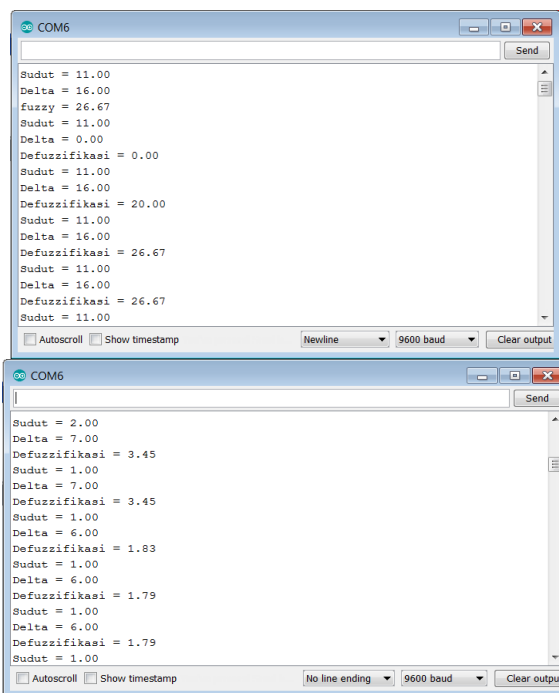 COM6
Send
Sudut = 11.00
Delta = 16.00
fuzzy = 26.67
Sudut = 11.00
Delta = 0.00
Defuzzifikasi = 0.00
Sudut = 11.00
Delta = 16.00
Defuzzifikasi = 20.00
Sudut = 11.00
Delta = 16.00
Defuzzifikasi = 26.67
Sudut = 11.00
Delta = 16.00
Defuzzifikasi = 26.67
Sudut = 11.00
Autoscroll Show timestamp Newline 9600 baud Clear output
COM6
Send
Sudut = 2.00
Delta = 7.00
Defuzzifikasi = 3.45
Sudut = 1.00
Delta = 7.00
Defuzzifikasi = 3.45
Sudut = 1.00
Delta = 6.00
Defuzzifikasi = 1.83
Sudut = 1.00
Delta = 6.00
Defuzzifikasi = 1.79
Sudut = 1.00
Delta = 6.00
Defuzzifikasi = 1.79
Sudut = 1.00
Autoscroll Show timestamp No line ending 9600 baud Clear outpu